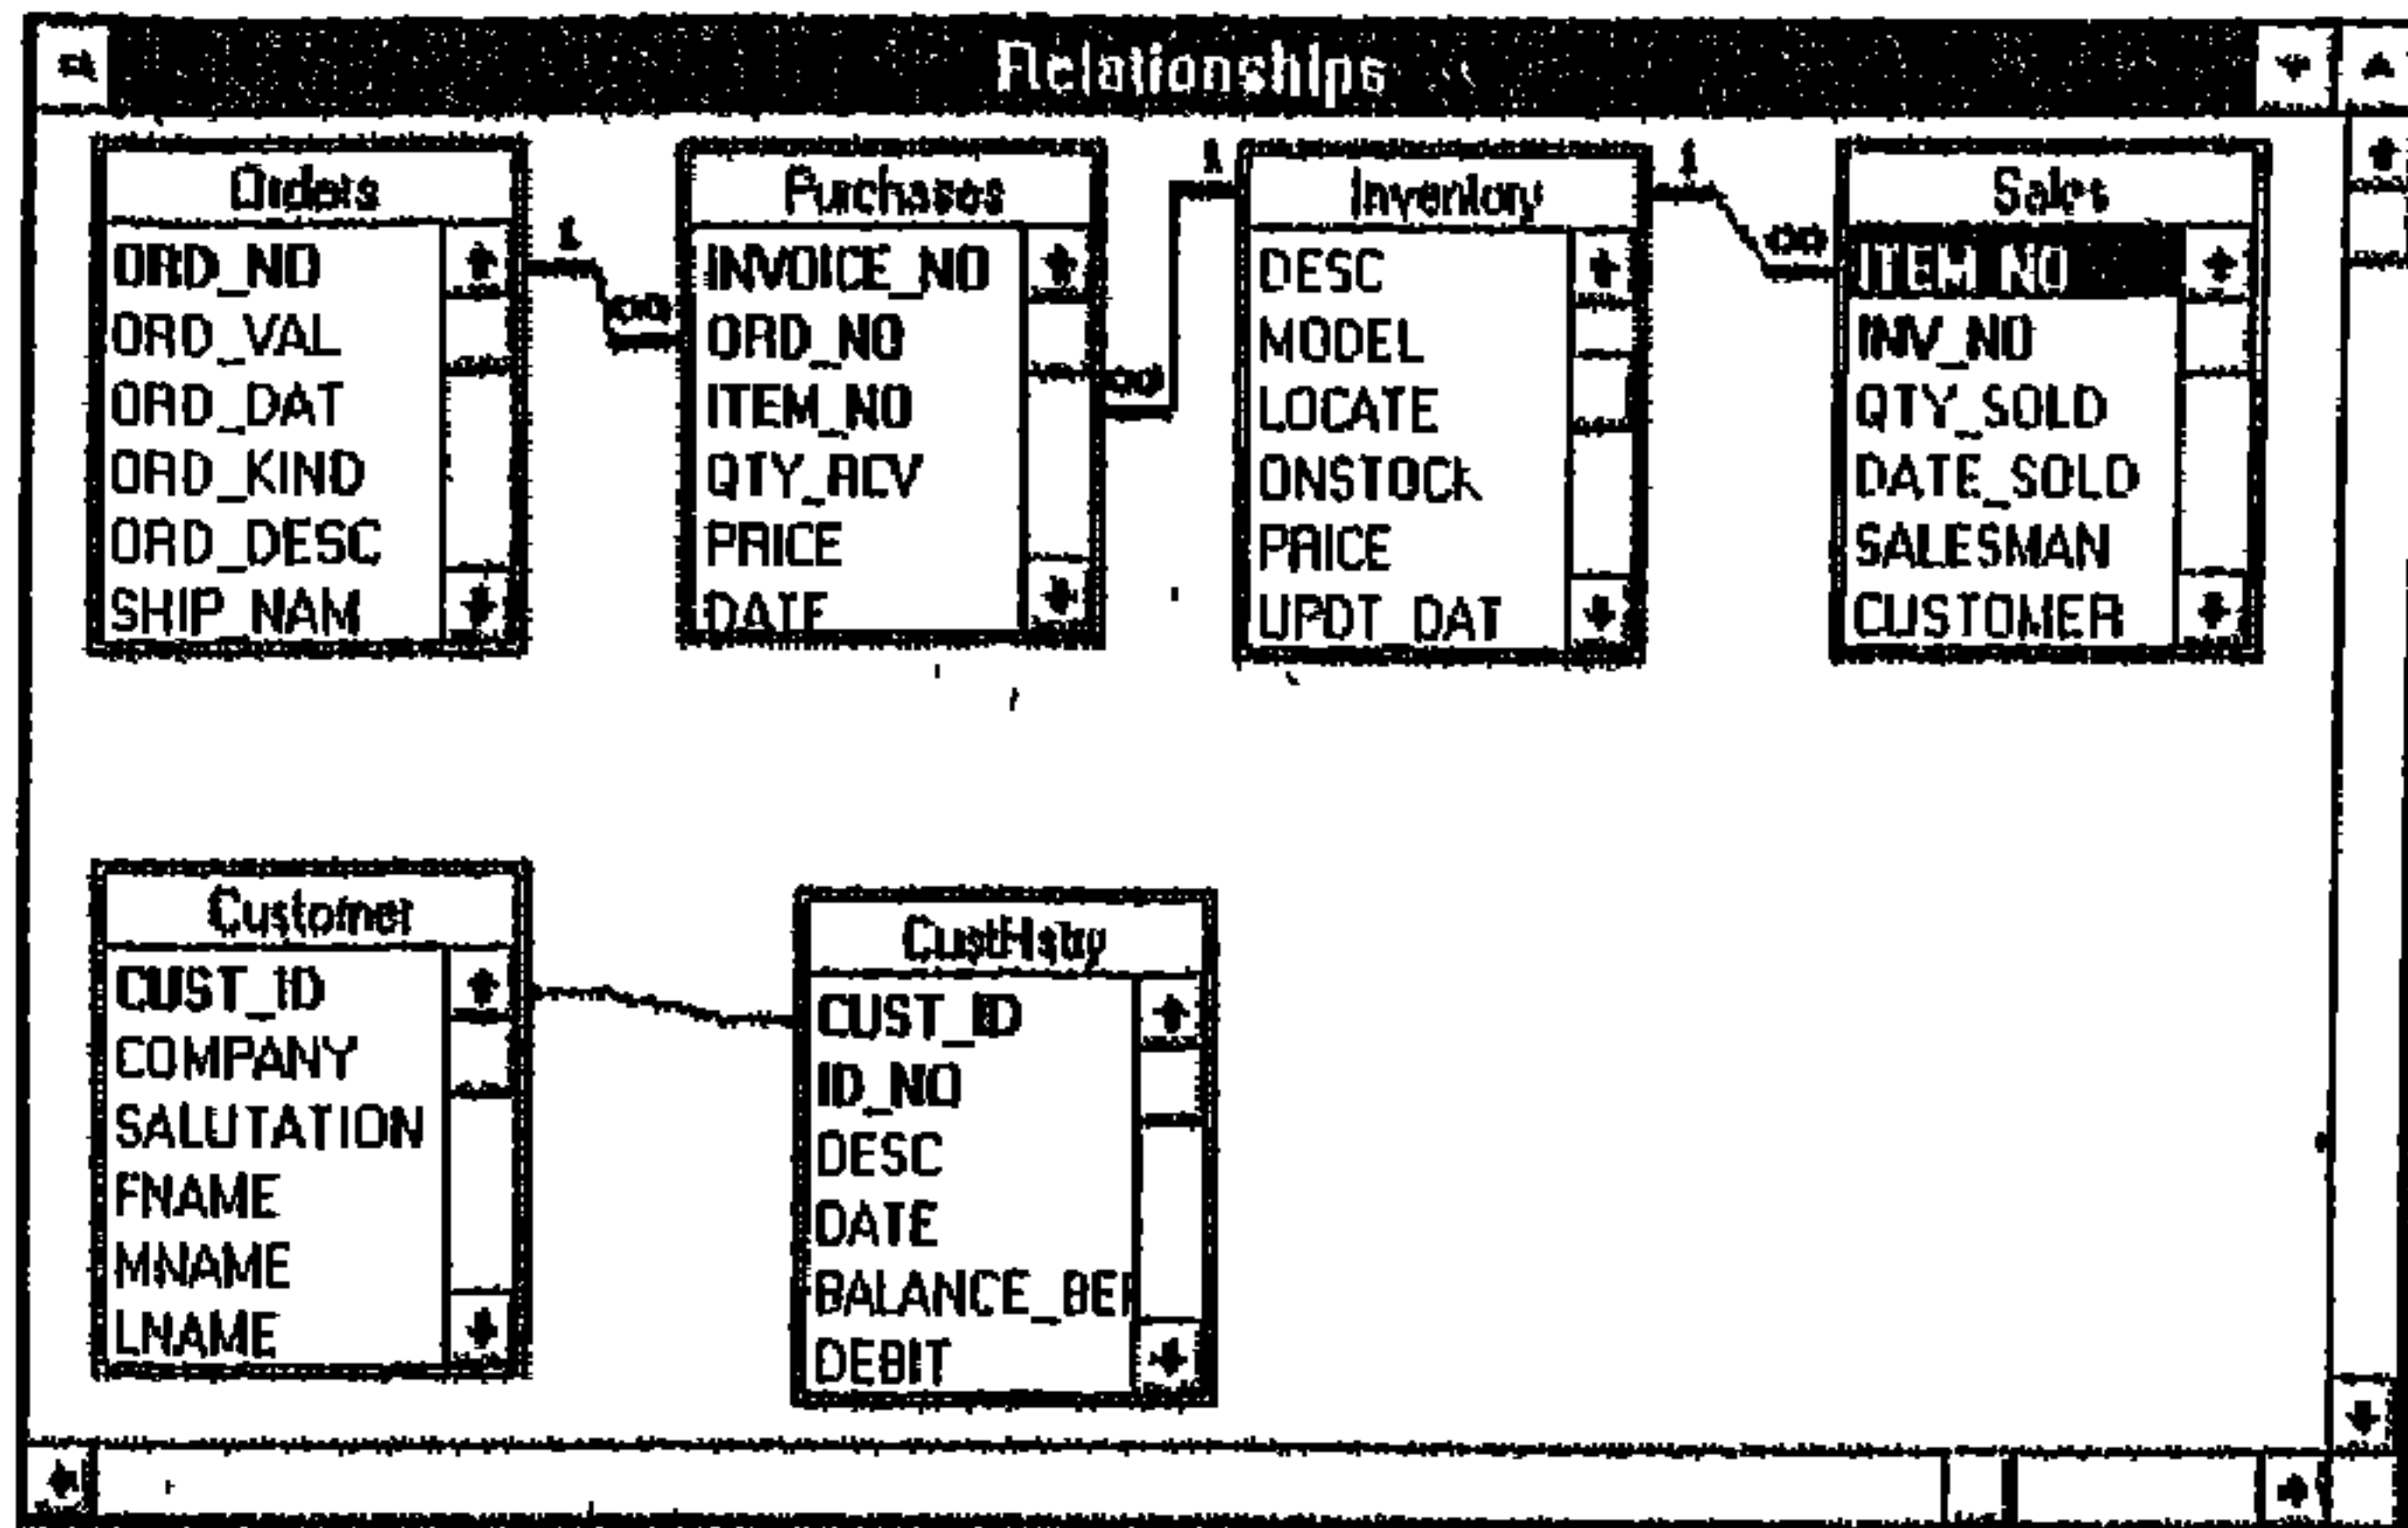 Relationships
Orders
ORD_NO
ORD_VAL
ORD_DAT
ORD_KIND
ORD_DESC
SHIP_NAM
1
∞
Purchases
INVOICE_NO
ORD_NO
ITEM_NO
QTY_RCV
PRICE
DATE
∞
1
Inventory
DESC
MODEL
LOCATE
ONSTOCK
PRICE
UPDT_DAT
1
∞
Sales
ITEM_NO
INV_NO
QTY_SOLD
DATE_SOLD
SALESMAN
CUSTOMER
Customer
CUST_ID
COMPANY
SALUTATION
FNAME
MNAME
LNAME
CustHstry
CUST_ID
ID_NO
DESC
DATE
BALANCE_BEF
DEBIT